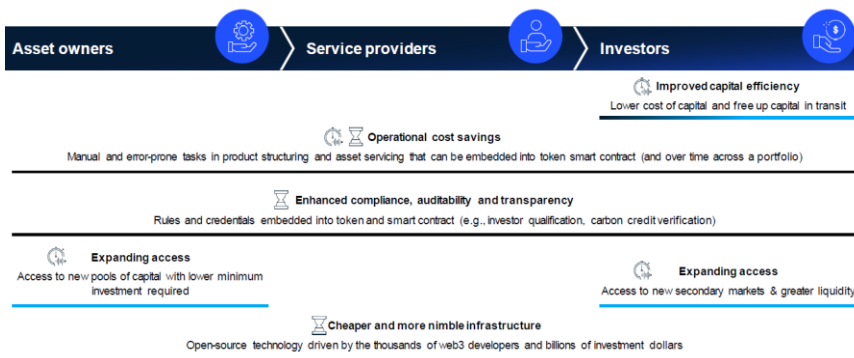 Asset owners
Service providers
Investors
Improved capital efficiency
Lower cost of capital and free up capital in transit
Operational cost savings
Manual and error-prone tasks in product structuring and asset servicing that can be embedded into token smart contract (and over time across a portfolio)
Enhanced compliance, auditability and transparency
Rules and credentials embedded into token and smart contract (e.g., investor qualification, carbon credit verification)
Expanding access
Access to new pools of capital with lower minimum
investment required
Expanding access
Access to new secondary markets & greater liquidity
Cheaper and more nimble infrastructure
Open-source technology driven by the thousands of web3 developers and billions of investment dollars